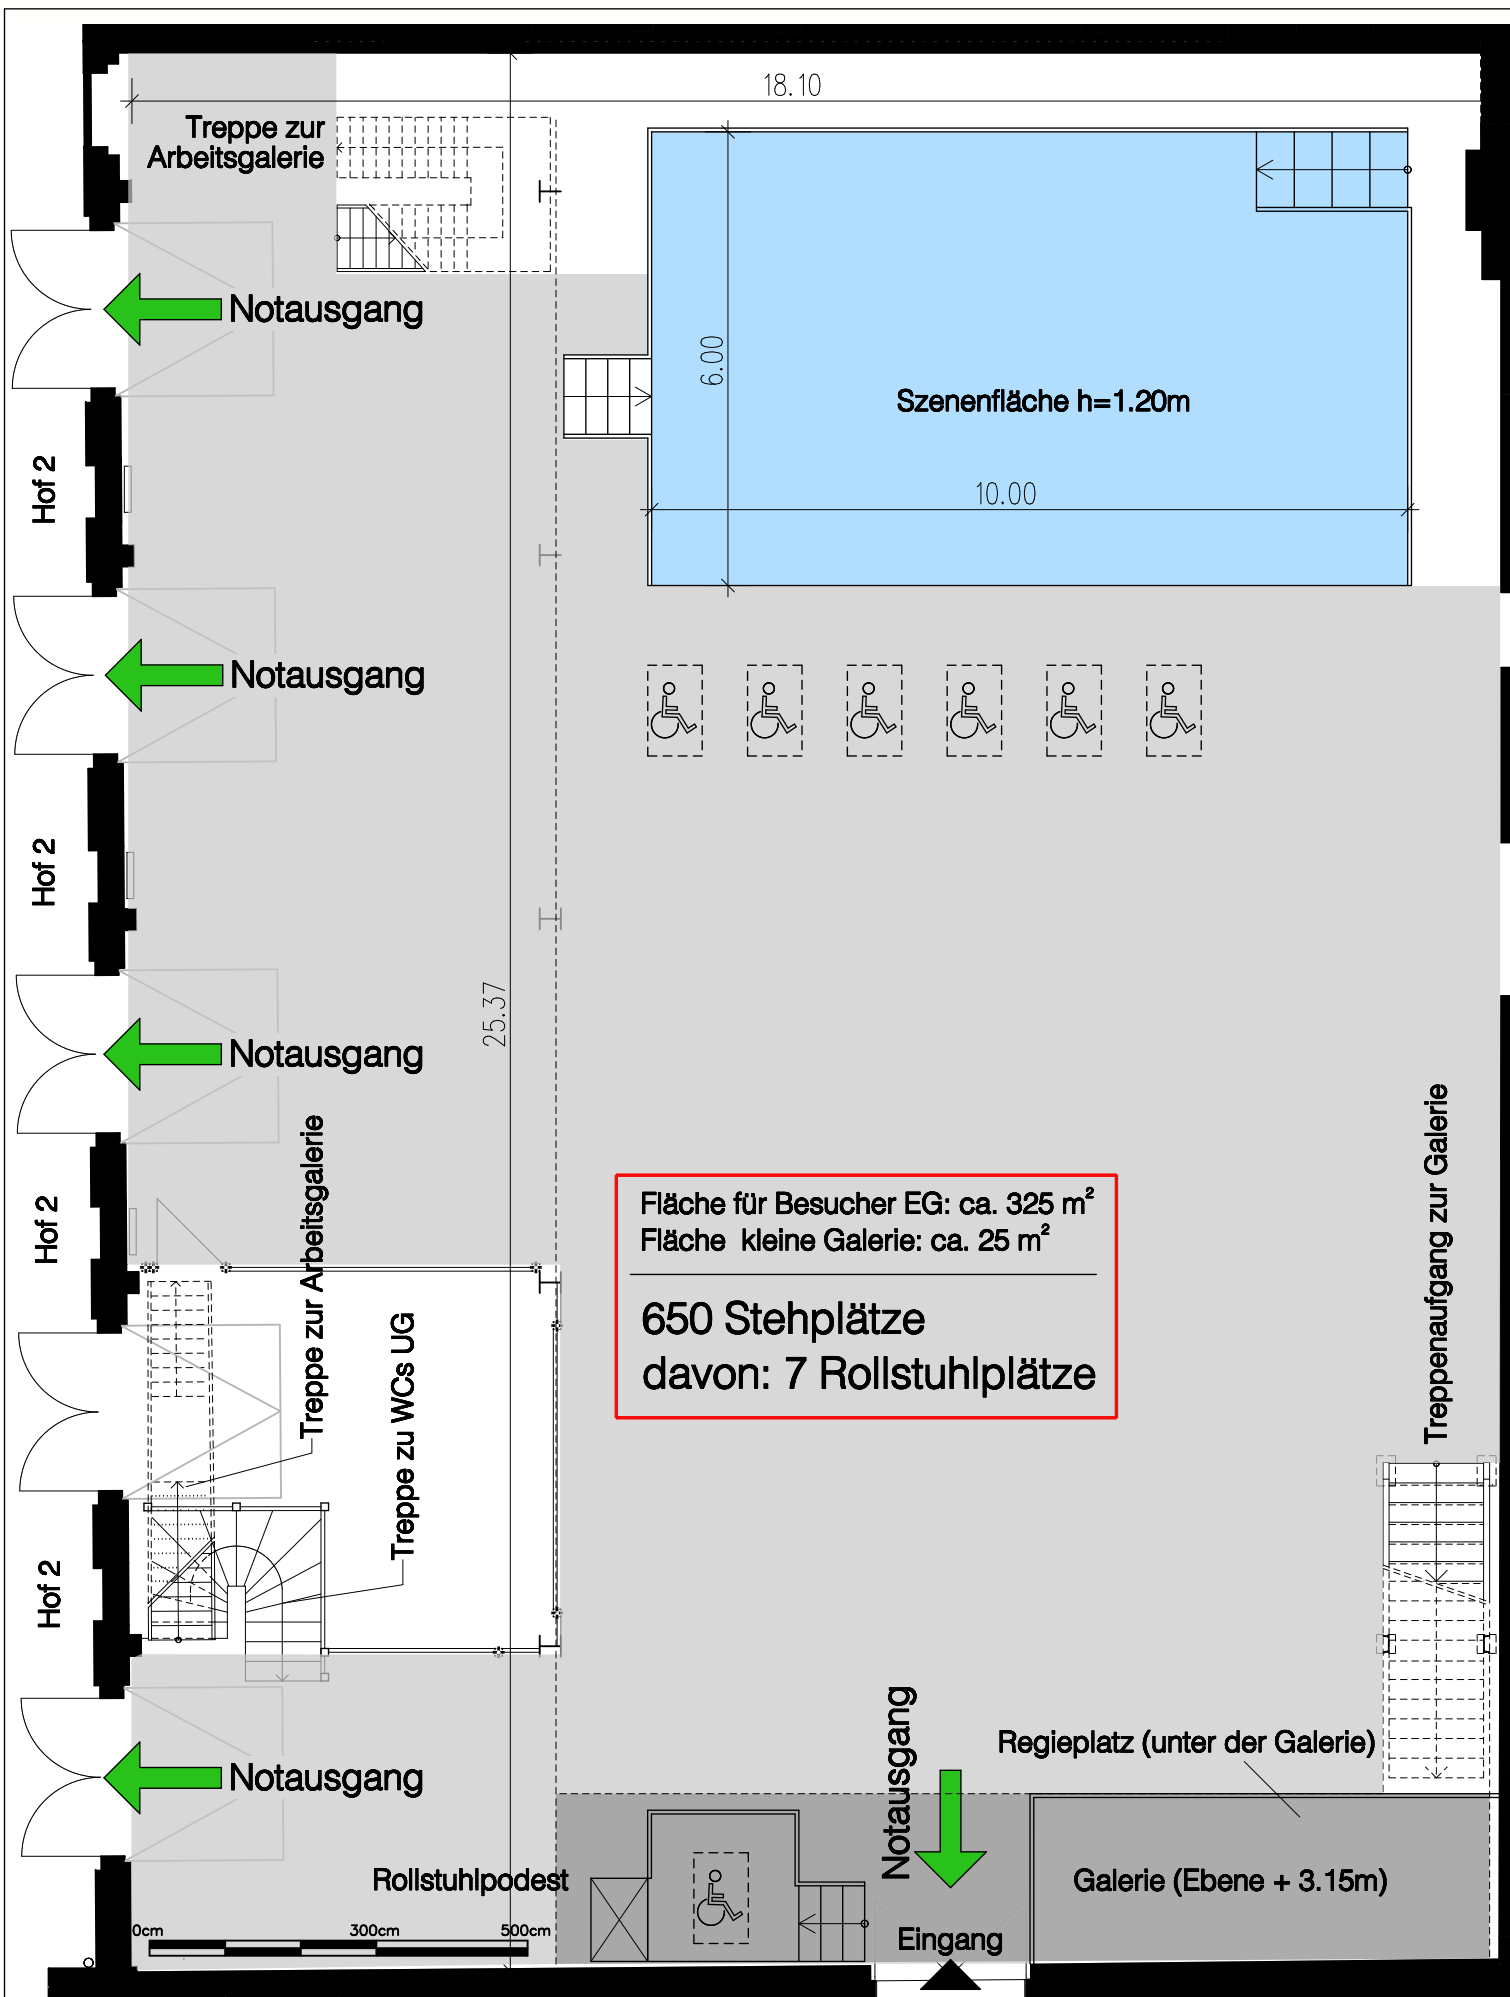 18.10
Treppe zur
Arbeitsgalerie
Notausgang
6.00
Szenenfläche h=1.20m
10.00
Hof 2
Notausgang
Hof 2
25.37
Notausgang
Treppe zur Arbeitsgalerie
Hof 2
Fläche für Besucher EG: ca. 325 m²
Fläche kleine Galerie: ca. 25 m²
650 Stehplätze
davon: 7 Rollstuhlplätze
Treppenaufgang zur Galerie
Treppe zu WCs UG
Hof 2
Notausgang
Notausgang
Regieplatz (unter der Galerie)
Rollstuhlpodest
Galerie (Ebene + 3.15m)
0cm
300cm
500cm
Eingang